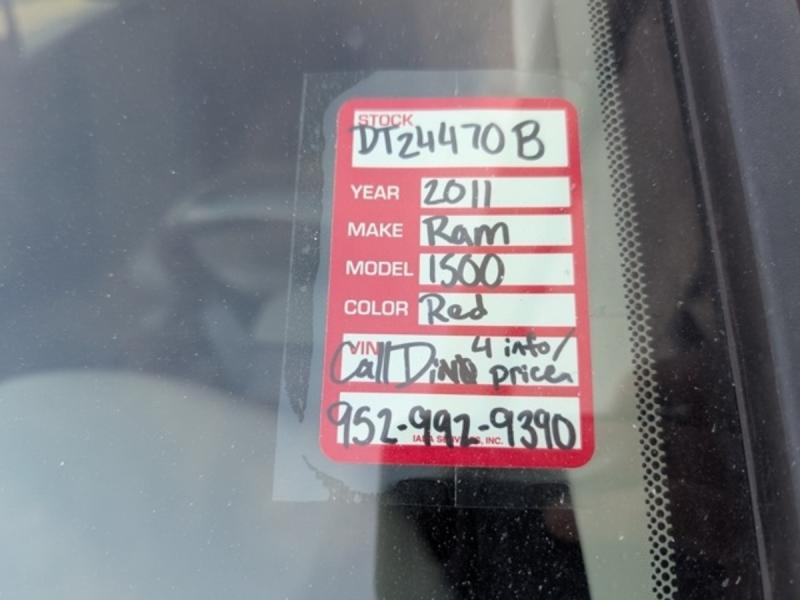 STOCK
DT24470B
YEAR 2011
MAKE Ram
MODEL 1500
COLOR Red
VIN
Call Dino 4 info/
price
952-992-9390